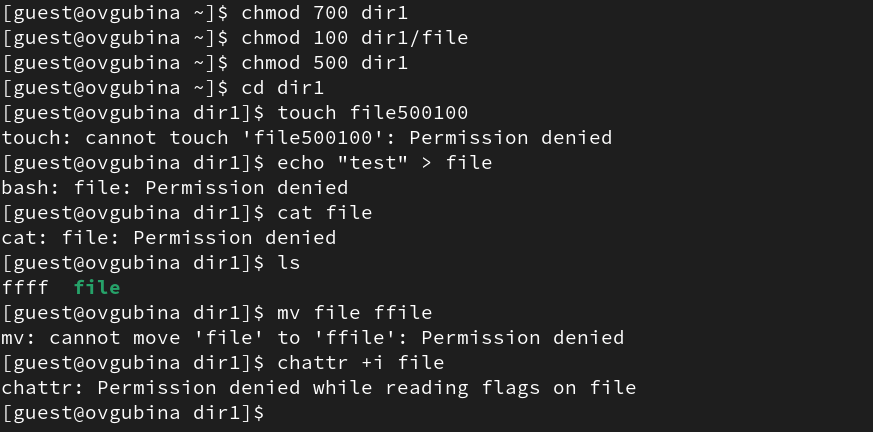 [guest@ovgubina ~]$ chmod 700 dir1
[guest@ovgubina ~]$ chmod 100 dir1/file
[guest@ovgubina ~]$ chmod 500 dir1
[guest@ovgubina ~]$ cd dir1
[guest@ovgubina dir1]$ touch file500100
touch: cannot touch 'file500100': Permission denied
[guest@ovgubina dir1]$ echo "test" > file
bash: file: Permission denied
[guest@ovgubina dir1]$ cat file
cat: file: Permission denied
[guest@ovgubina dir1]$ ls
ffff  file
[guest@ovgubina dir1]$ mv file ffile
mv: cannot move 'file' to 'ffile': Permission denied
[guest@ovgubina dir1]$ chattr +i file
chattr: Permission denied while reading flags on file
[guest@ovgubina dir1]$